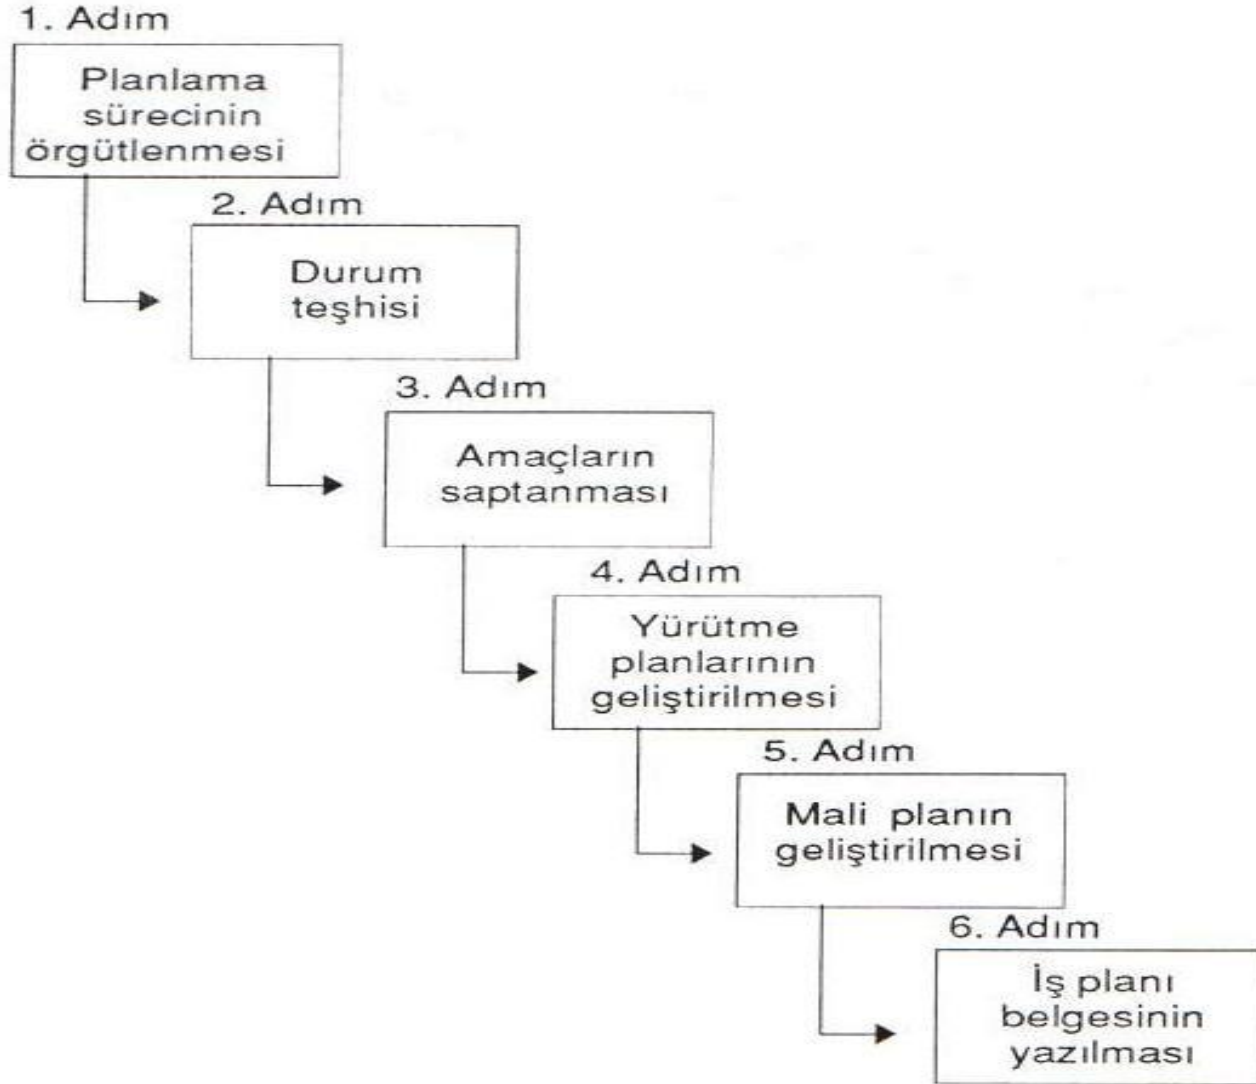 1. Adım
Planlama
sürecinin
örgütlenmesi
2. Adım
Durum
teşhisi
3. Adım
Amaçların
saptanması
4. Adım
Yürütme
planlarının
geliştirilmesi
5. Adım
Mali planın
geliştirilmesi
6. Adım
İş planı
belgesinin
yazılması